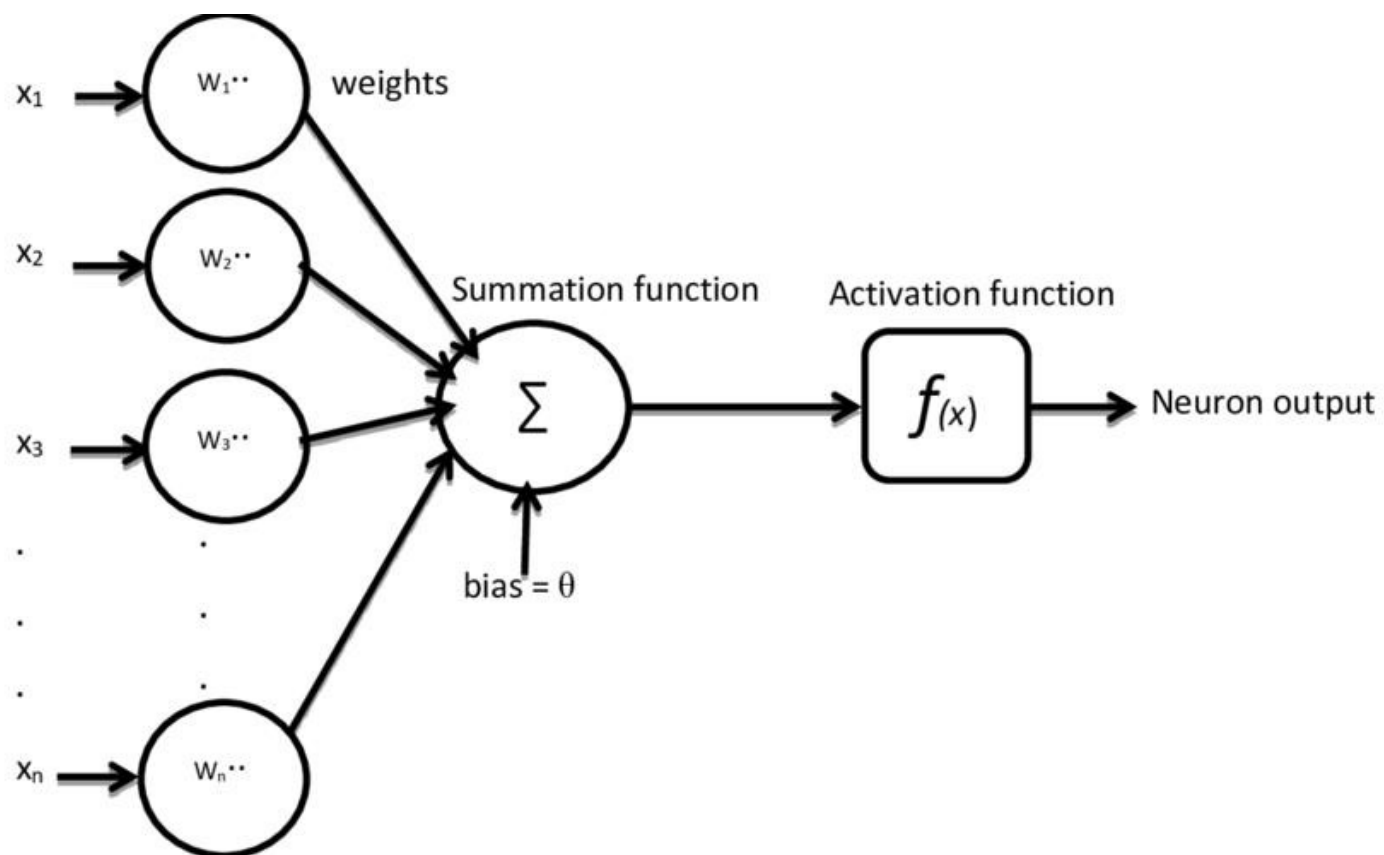 x₁
w₁··
weights
x₂
w₂··
Summation function
Activation function
x₃
w₃··
∑
f(x)
Neuron output
bias = θ
xₙ
wₙ··